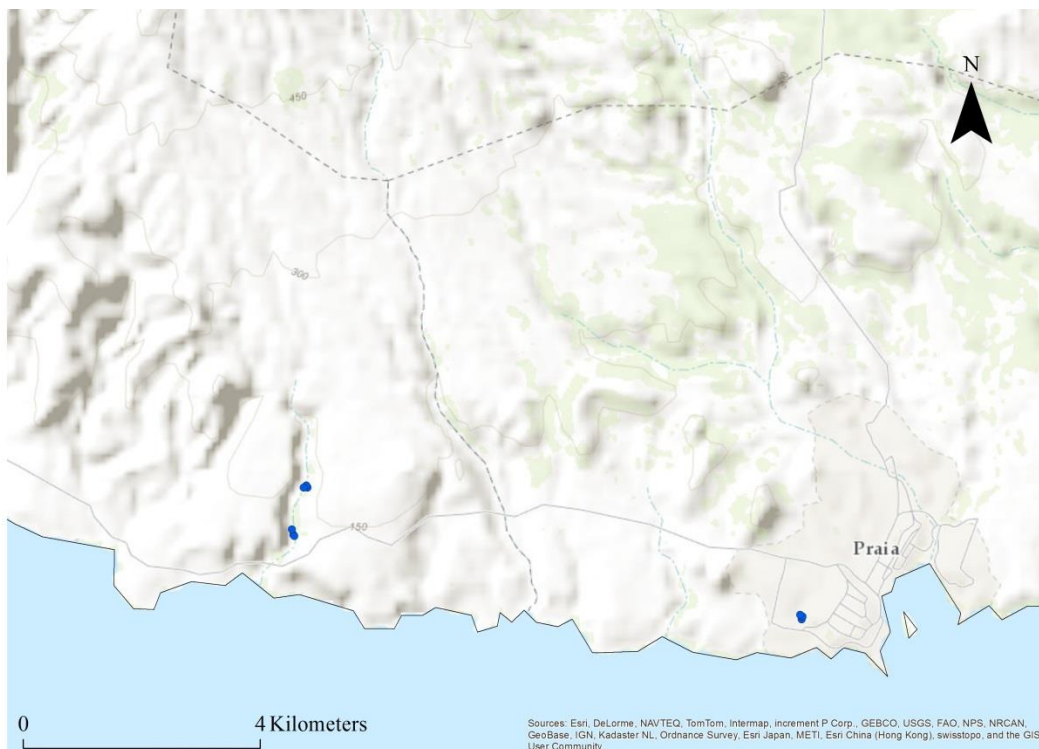 N
450
300
150
Praia
0 4 Kilometers
Sources: Esri, DeLorme, NAVTEQ, TomTom, Intermap, increment P Corp., GEBCO, USGS, FAO, NPS, NRCAN,
GeoBase, IGN, Kadaster NL, Ordnance Survey, Esri Japan, METI, Esri China (Hong Kong), swisstopo, and the GIS
User Community